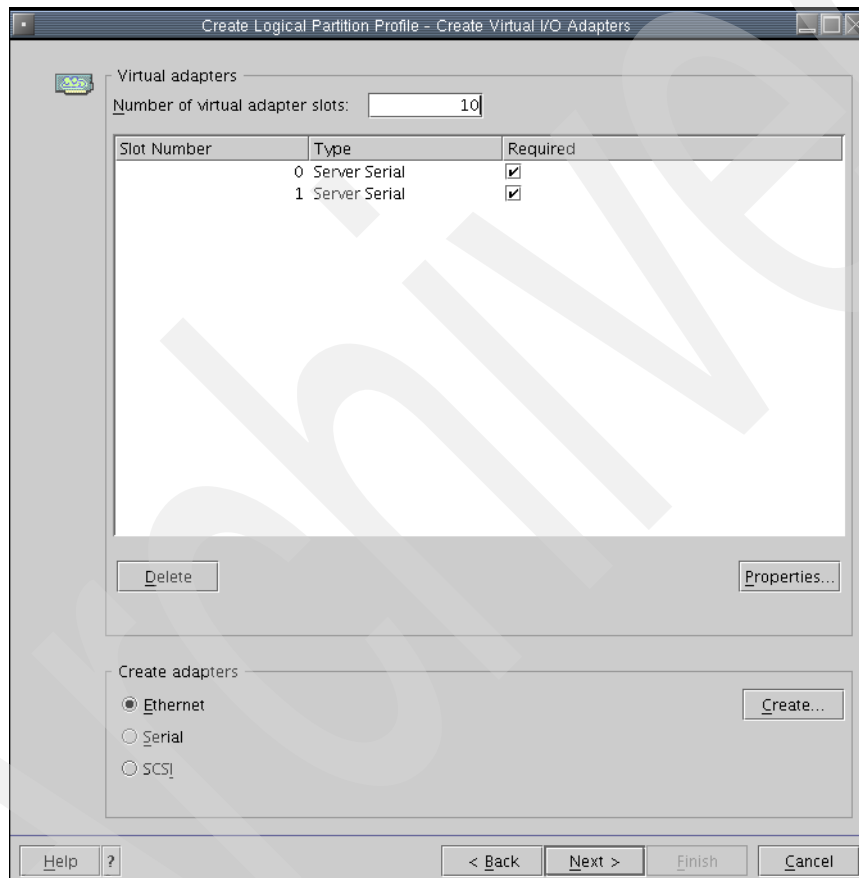 Create Logical Partition Profile - Create Virtual I/O Adapters
Virtual adapters
Number of virtual adapter slots: 10
Slot Number Type Required
0 Server Serial
1 Server Serial
Delete Properties...
Create adapters
Ethernet Create...
Serial
SCSI
Help ? < Back Next > Finish Cancel